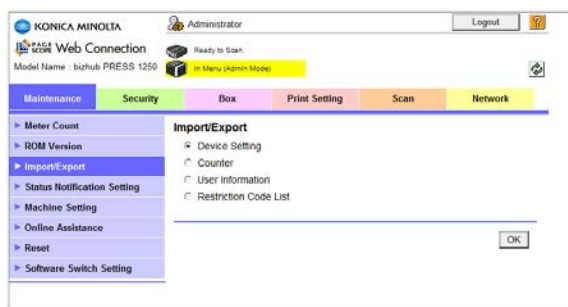 KONICA MINOLTA
Administrator
Logout
?
PAGE SCOPE Web Connection
Ready to Scan
Model Name : bizhub PRESS 1250
In Menu (Admin Mode)
Maintenance
Security
Box
Print Setting
Scan
Network
Meter Count
ROM Version
Import/Export
Status Notification Setting
Machine Setting
Online Assistance
Reset
Software Switch Setting
Import/Export
Device Setting
Counter
User Information
Restriction Code List
OK